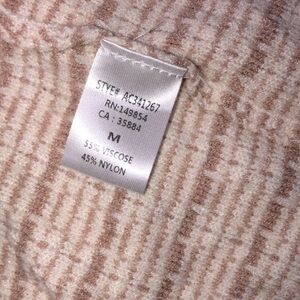 STYE# AC341267
RN:149854
CA : 35884
M
55% VISCOSE
45% NYLON